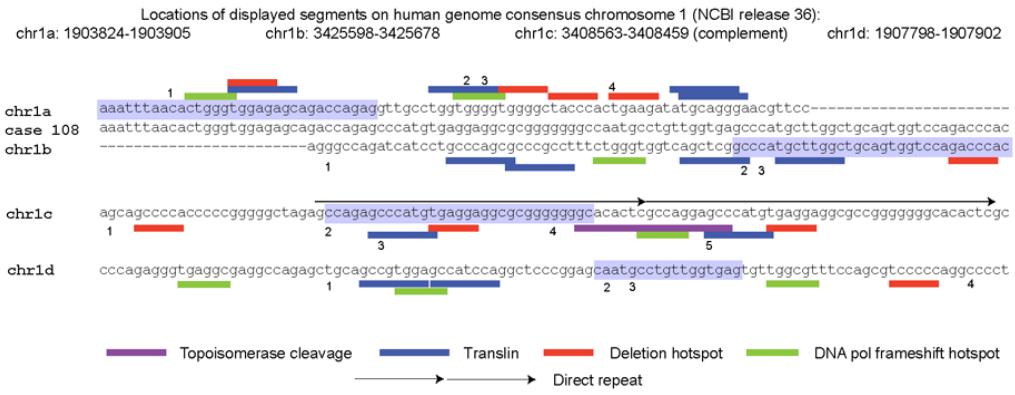 Locations of displayed segments on human genome consensus chromosome 1 (NCBI release 36):
chr1a: 1903824-1903905 chr1b: 3425598-3425678 chr1c: 3408563-3408459 (complement) chr1d: 1907798-1907902
1 2 3 4
chr1a aaatttaacactgggtggagagcagaccagaggttgcctggtggggtggggctacccactgaagatatgcagggaacgttcc-----------------------
case 108 aaatttaacactgggtggagagcagaccagagcccatgtgaggaggcgcgggggggccaatgcctgttggtgagcccatgcttggctgcagtggtccagacccac
chr1b ------------------------agggccagatcatcctgcccagcgcccgcctttctgggtggtcagctcggcccatgcttggctgcagtggtccagacccac
1 2 3
chr1c agcagccccacccccgggggctagagccagagcccatgtgaggaggcgcgggggggcacactcgccaggagcccatgtgaggaggcgccgggggggcacactcgc
1 2 3 4 5
chr1d cccagagggtgaggcgaggccagagctgcagccgtggagccatccaggctcccggagcaatgcctgttggtgagtgttggcgtttccagcgtcccccaggcccct
1 2 3 4
Topoisomerase cleavage Translin Deletion hotspot DNA pol frameshift hotspot
Direct repeat